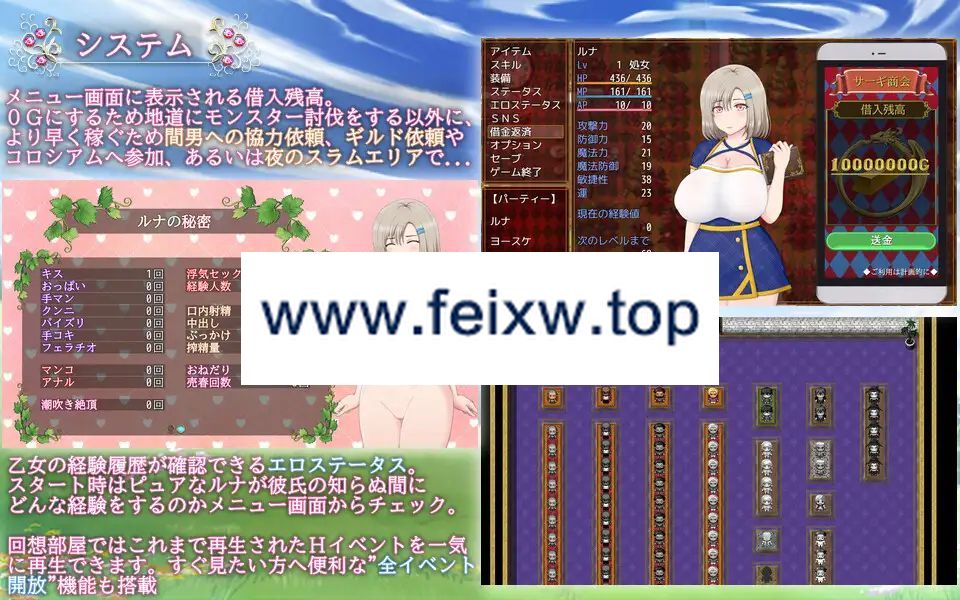 システム
メニュー画面に表示される借入残高。
0Gにするため地道にモンスター討伐をする以外に、
より早く稼ぐため間男への協力依頼、ギルド依頼や
コロシアムへ参加、あるいは夜のスラムエリアで...
アイテム
スキル
装備
ステータス
エロステータス
SNS
借金返済
オプション
セーブ
ゲーム終了
【パーティー】
ルナ
ヨースケ
ルナ
Lv 1 処女
HP 436/ 436
MP 161/ 161
AP 10/ 10
攻撃力 20
防御力 15
魔法力 21
魔法防御 19
敏捷性 38
運 23
現在の経験値
0
次のレベルまで
サーギ商会
借入残高
10000000G
送金
◆ご利用は計画的に◆
ルナの秘密
キス 1回
おっぱい 0回
手マン 0回
クンニ 0回
パイズリ 0回
手コキ 0回
フェラチオ 0回
マンコ 0回
アナル 0回
潮吹き絶頂 0回
浮気セック
経験人数
口内射精
中出し
ぶっかけ
搾精量
おねだり
売春回数
www.feixw.top
乙女の経験履歴が確認できるエロステータス。
スタート時はピュアなルナが彼氏の知らぬ間に
どんな経験をするのかメニュー画面からチェック。
回想部屋ではこれまで再生されたHイベントを一気
に再生できます。すぐ見たい方へ便利な"全イベント
開放"機能も搭載